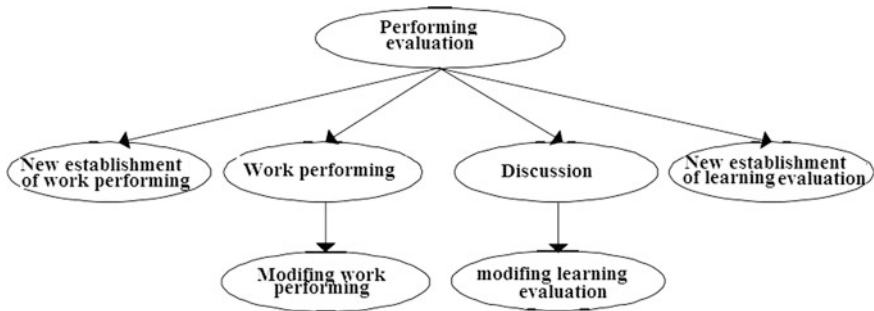 Performing
evaluation
New establishment
of work performing
Work performing
Discussion
New establishment
of learning evaluation
Modifing work
performing
modifing learning
evaluation